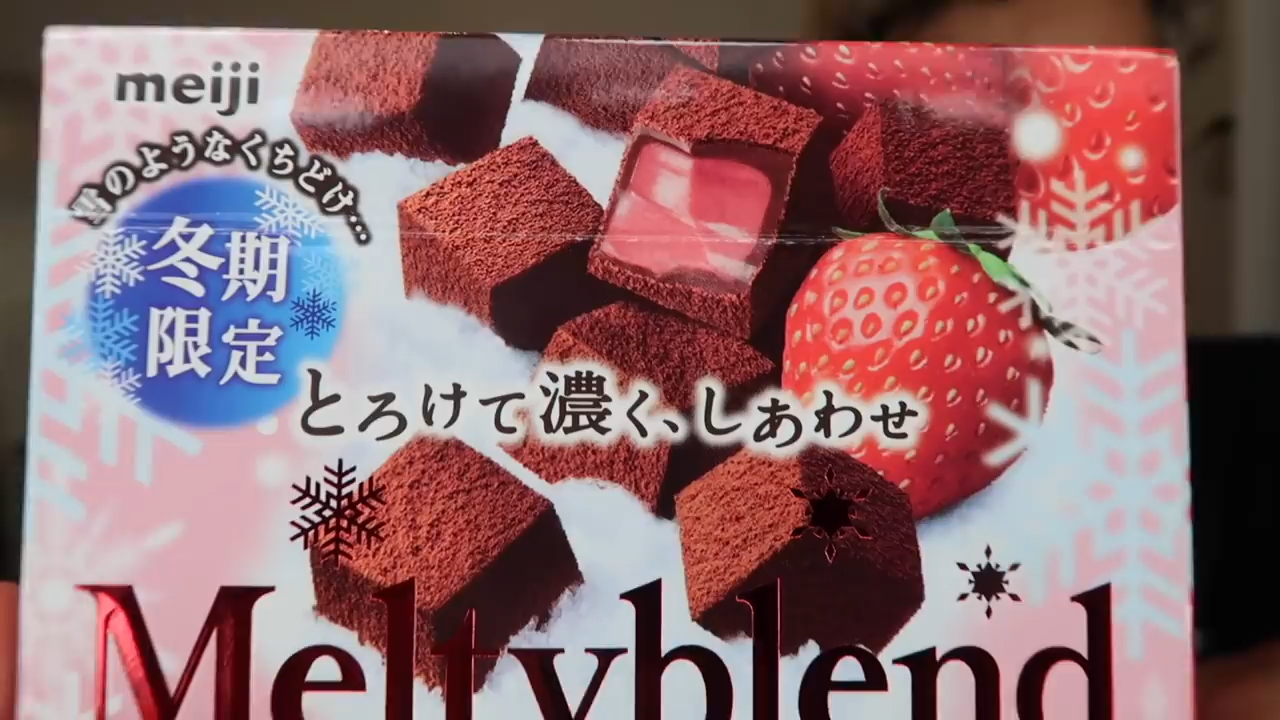 meiji
雪のようなくちどけ…
冬期
限定
とろけて濃く、しあわせ
Meltyblend